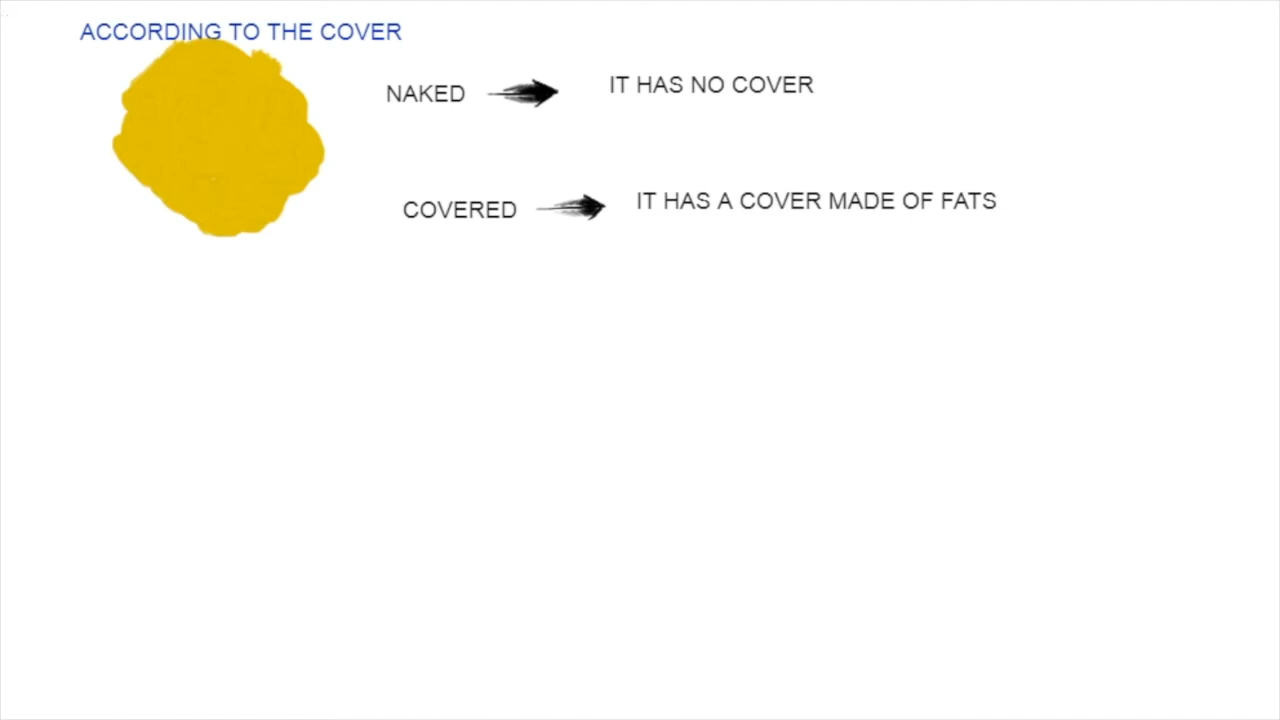 ACCORDING TO THE COVER
NAKED IT HAS NO COVER
COVERED IT HAS A COVER MADE OF FATS